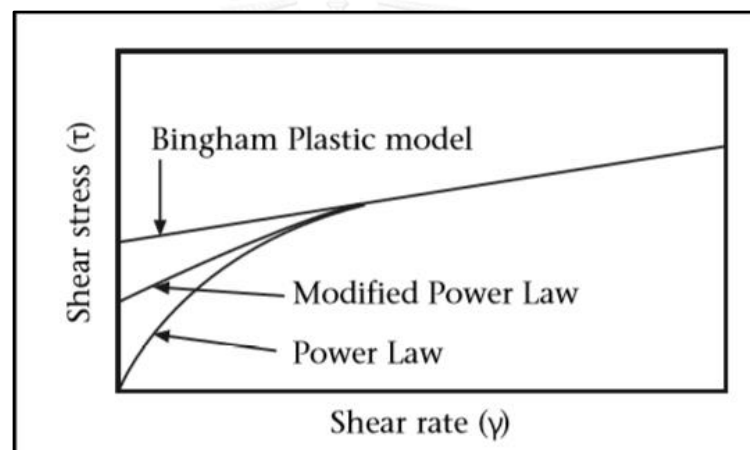 Shear stress (τ)
Bingham Plastic model
Modified Power Law
Power Law
Shear rate (γ)